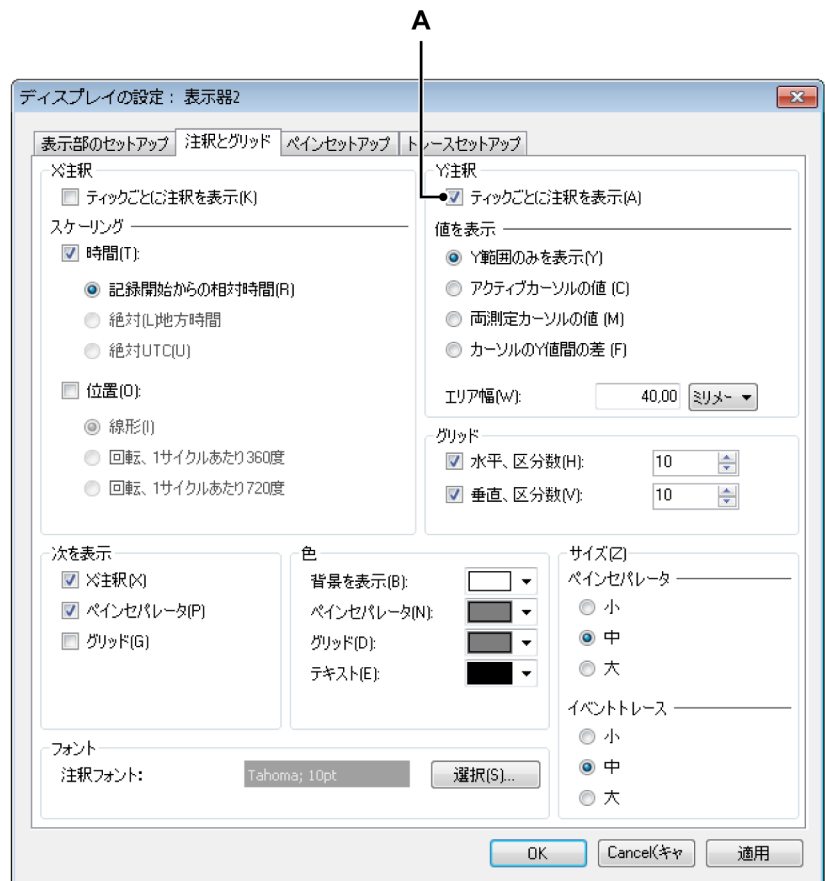 A
ディスプレイの設定： 表示器2
表示部のセットアップ 注釈とグリッド ペインセットアップ トレースセットアップ
X注釈
ティックごとに注釈を表示(K)
スケーリング
時間(T):
記録開始からの相対時間(R)
絶対(L)地方時間
絶対UTC(U)
位置(O):
線形(I)
回転、1サイクルあたり360度
回転、1サイクルあたり720度
Y注釈
ティックごとに注釈を表示(A)
値を表示
Y範囲のみを表示(Y)
アクティブカーソルの値 (C)
両測定カーソルの値 (M)
カーソルのY値間の差 (F)
エリア幅(W): 40,00 ミリメー
グリッド
水平、区分数(H): 10
垂直、区分数(V): 10
次を表示
X注釈(X)
ペインセパレータ(P)
グリッド(G)
色
背景を表示(B):
ペインセパレータ(N):
グリッド(D):
テキスト(E):
サイズ(Z)
ペインセパレータ
小
中
大
イベントトレース
小
中
大
フォント
注釈フォント: Tahoma; 10pt 選択(S)...
OK Cancel(キャ 適用